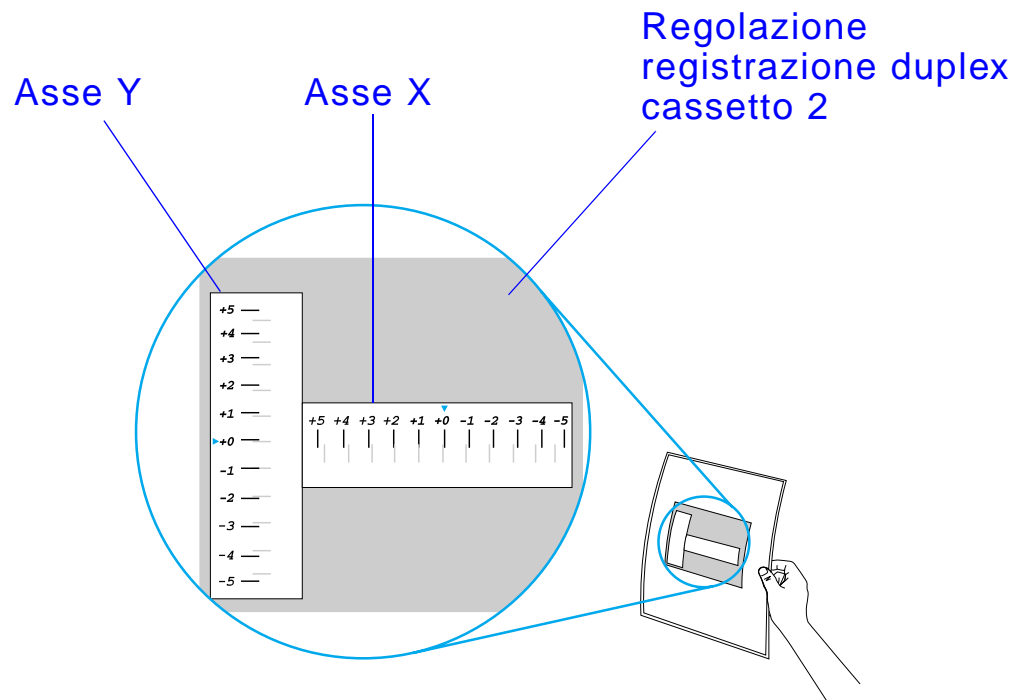 Regolazione
registrazione duplex
cassetto 2
Asse Y
Asse X
+5
+4
+3
+2
+1
+0
-1
-2
-3
-4
-5
+5 +4 +3 +2 +1 +0 -1 -2 -3 -4 -5